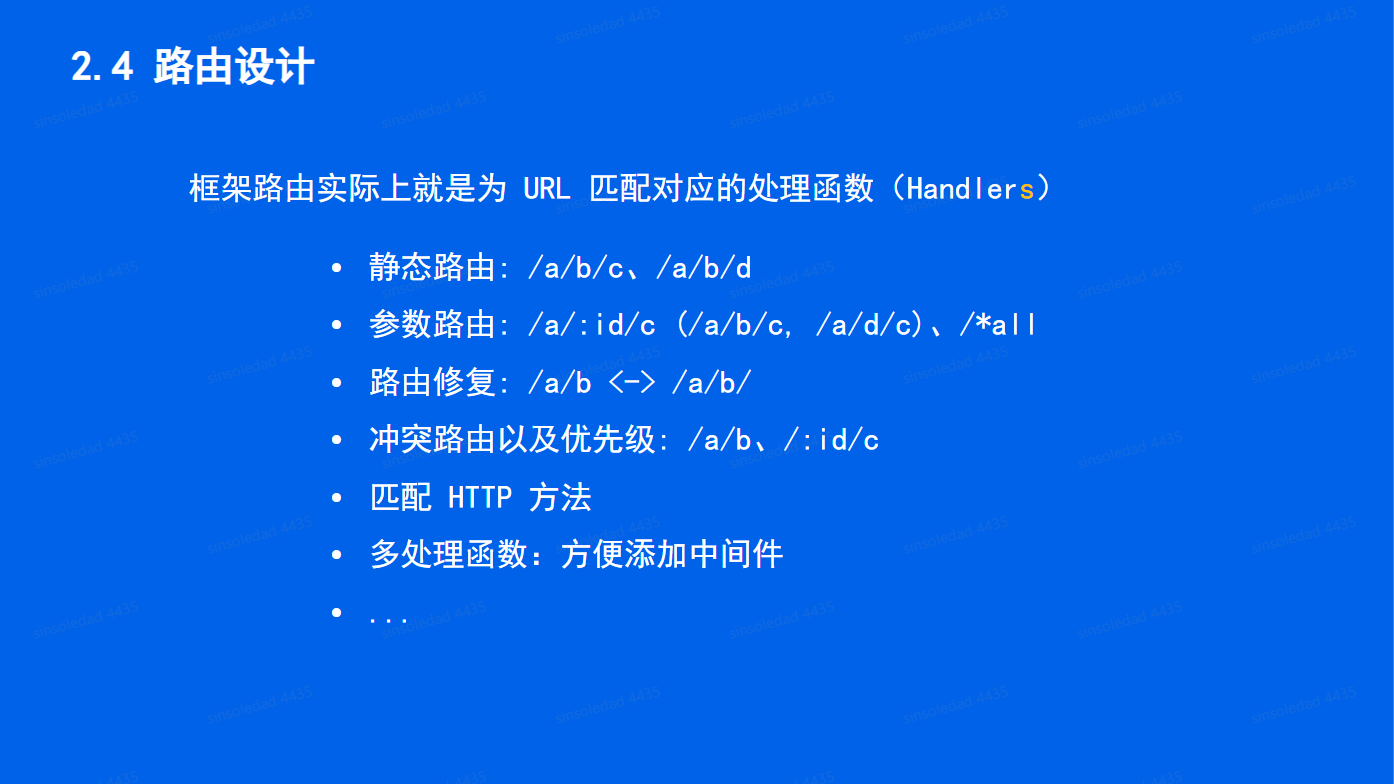 2.4 路由设计
框架路由实际上就是为 URL 匹配对应的处理函数（Handlers）
• 静态路由: /a/b/c、/a/b/d
• 参数路由: /a/:id/c (/a/b/c, /a/d/c)、/*all
• 路由修复: /a/b <-> /a/b/
• 冲突路由以及优先级: /a/b、/:id/c
• 匹配 HTTP 方法
• 多处理函数：方便添加中间件
• ...
sinsoledad 4435